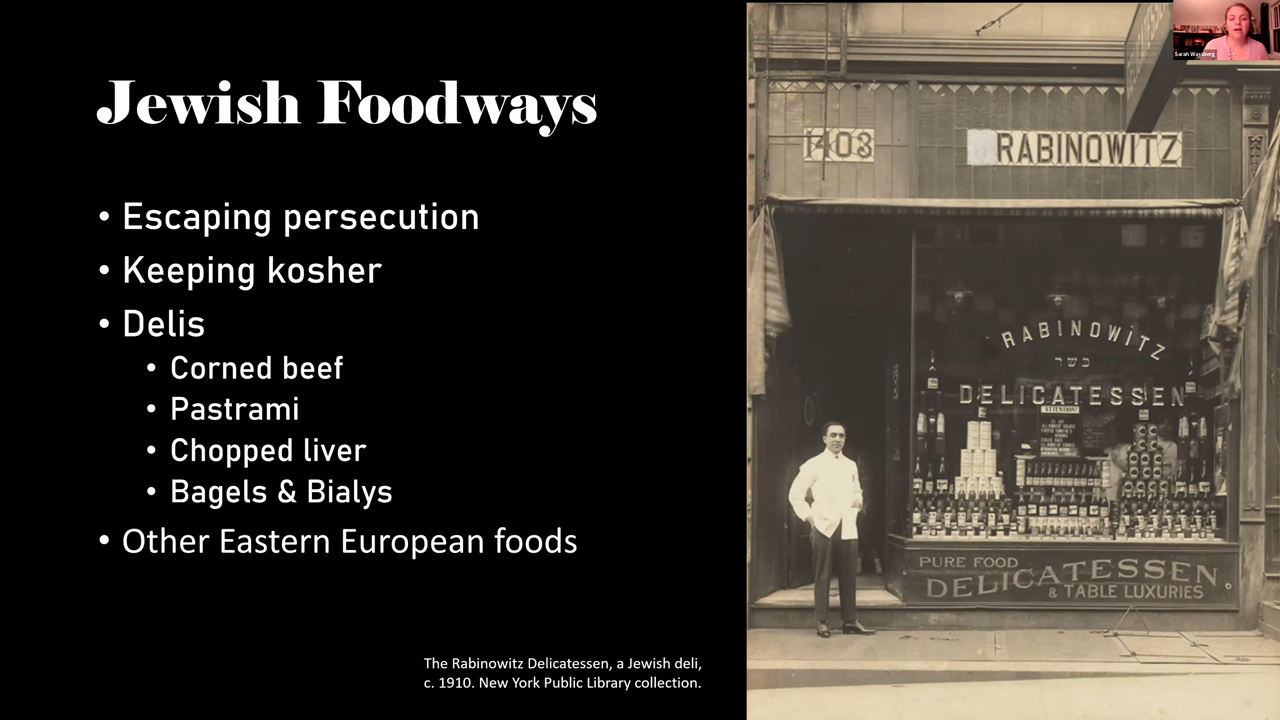 Jewish Foodways
• Escaping persecution
• Keeping kosher
• Delis
• Corned beef
• Pastrami
• Chopped liver
• Bagels & Bialys
• Other Eastern European foods
The Rabinowitz Delicatessen, a Jewish deli,
c. 1910. New York Public Library collection.
1403
RABINOWITZ
RABINOWITZ
כשר
DELICATESSEN
ATTENTION!
PURE FOOD
DELICATESSEN
& TABLE LUXURIES
Sarah Wassberg